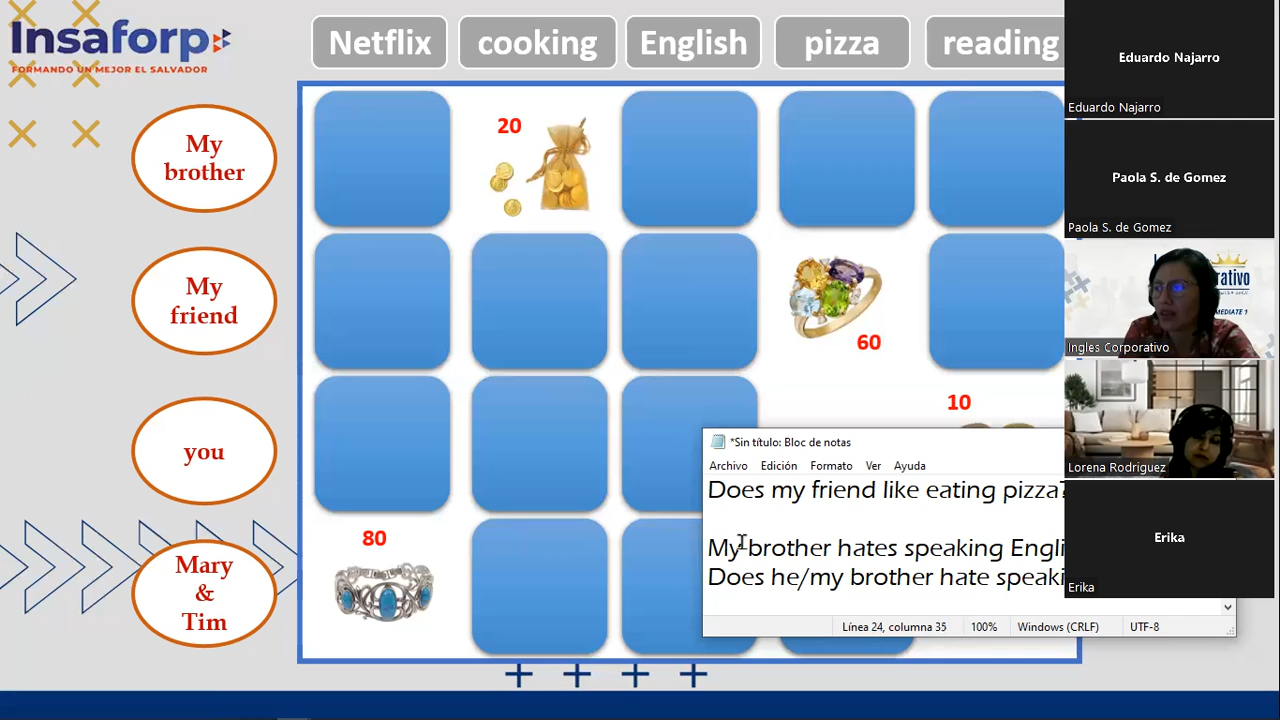 Insaforp
FORMANDO UN MEJOR EL SALVADOR
Netflix
cooking
English
pizza
reading
My
brother
20
My
friend
60
you
10
Mary
&
Tim
80
*Sin título: Bloc de notas
Archivo Edición Formato Ver Ayuda
Does my friend like eating pizza?
My brother hates speaking Engli
Does he/my brother hate speaki
Línea 24, columna 35 100% Windows (CRLF) UTF-8
Eduardo Najarro
Eduardo Najarro
Paola S. de Gomez
Paola S. de Gomez
Ingles Corporativo
Lorena Rodriguez
Erika
Erika